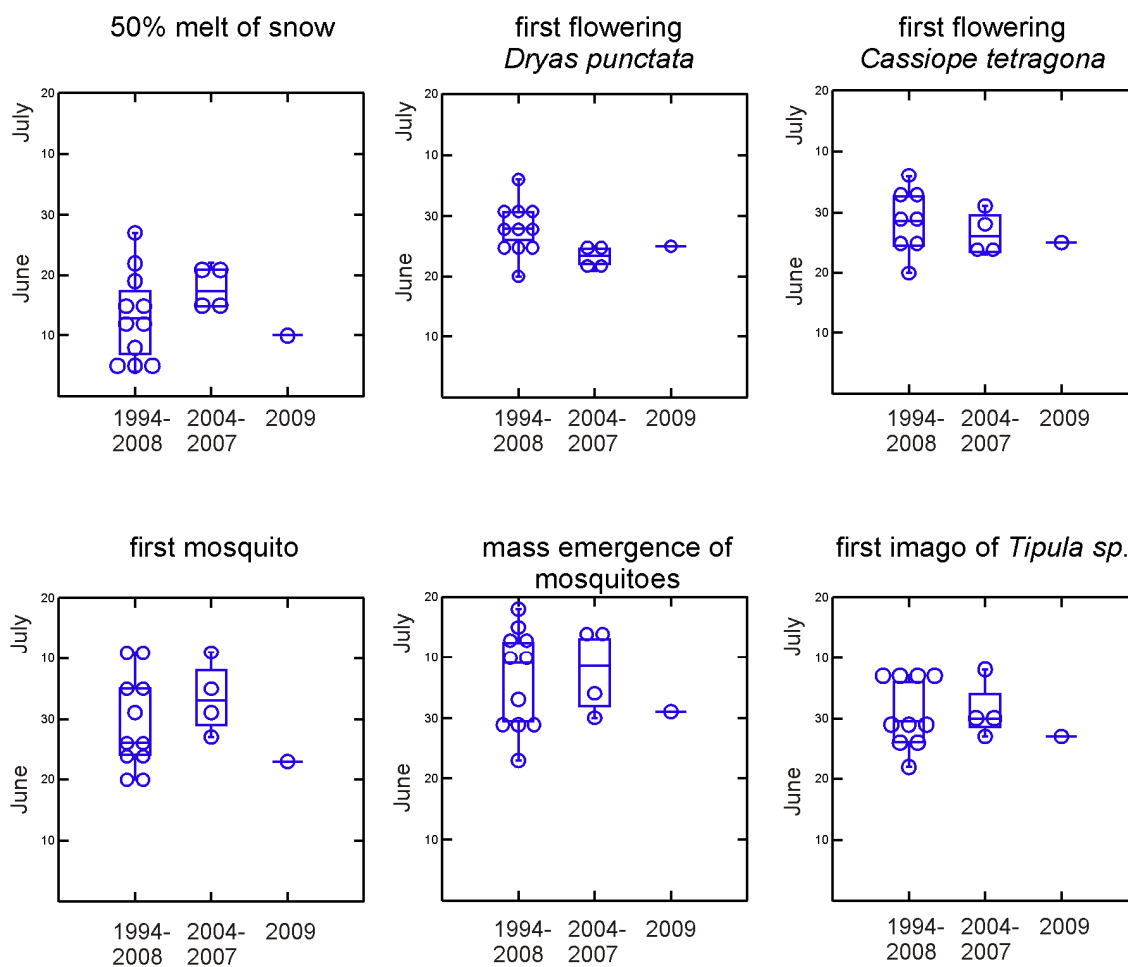 50% melt of snow
first flowering
Dryas punctata
first flowering
Cassiope tetragona
20
July
10
30
20
June
10
1994-
2008
2004-
2007
2009
20
July
10
30
20
June
10
1994-
2008
2004-
2007
2009
20
July
10
30
20
June
10
1994-
2008
2004-
2007
2009
first mosquito
mass emergence of
mosquitoes
first imago of Tipula sp.
20
July
10
30
20
June
10
1994-
2008
2004-
2007
2009
20
July
10
30
20
June
10
1994-
2008
2004-
2007
2009
20
July
10
30
20
June
10
1994-
2008
2004-
2007
2009